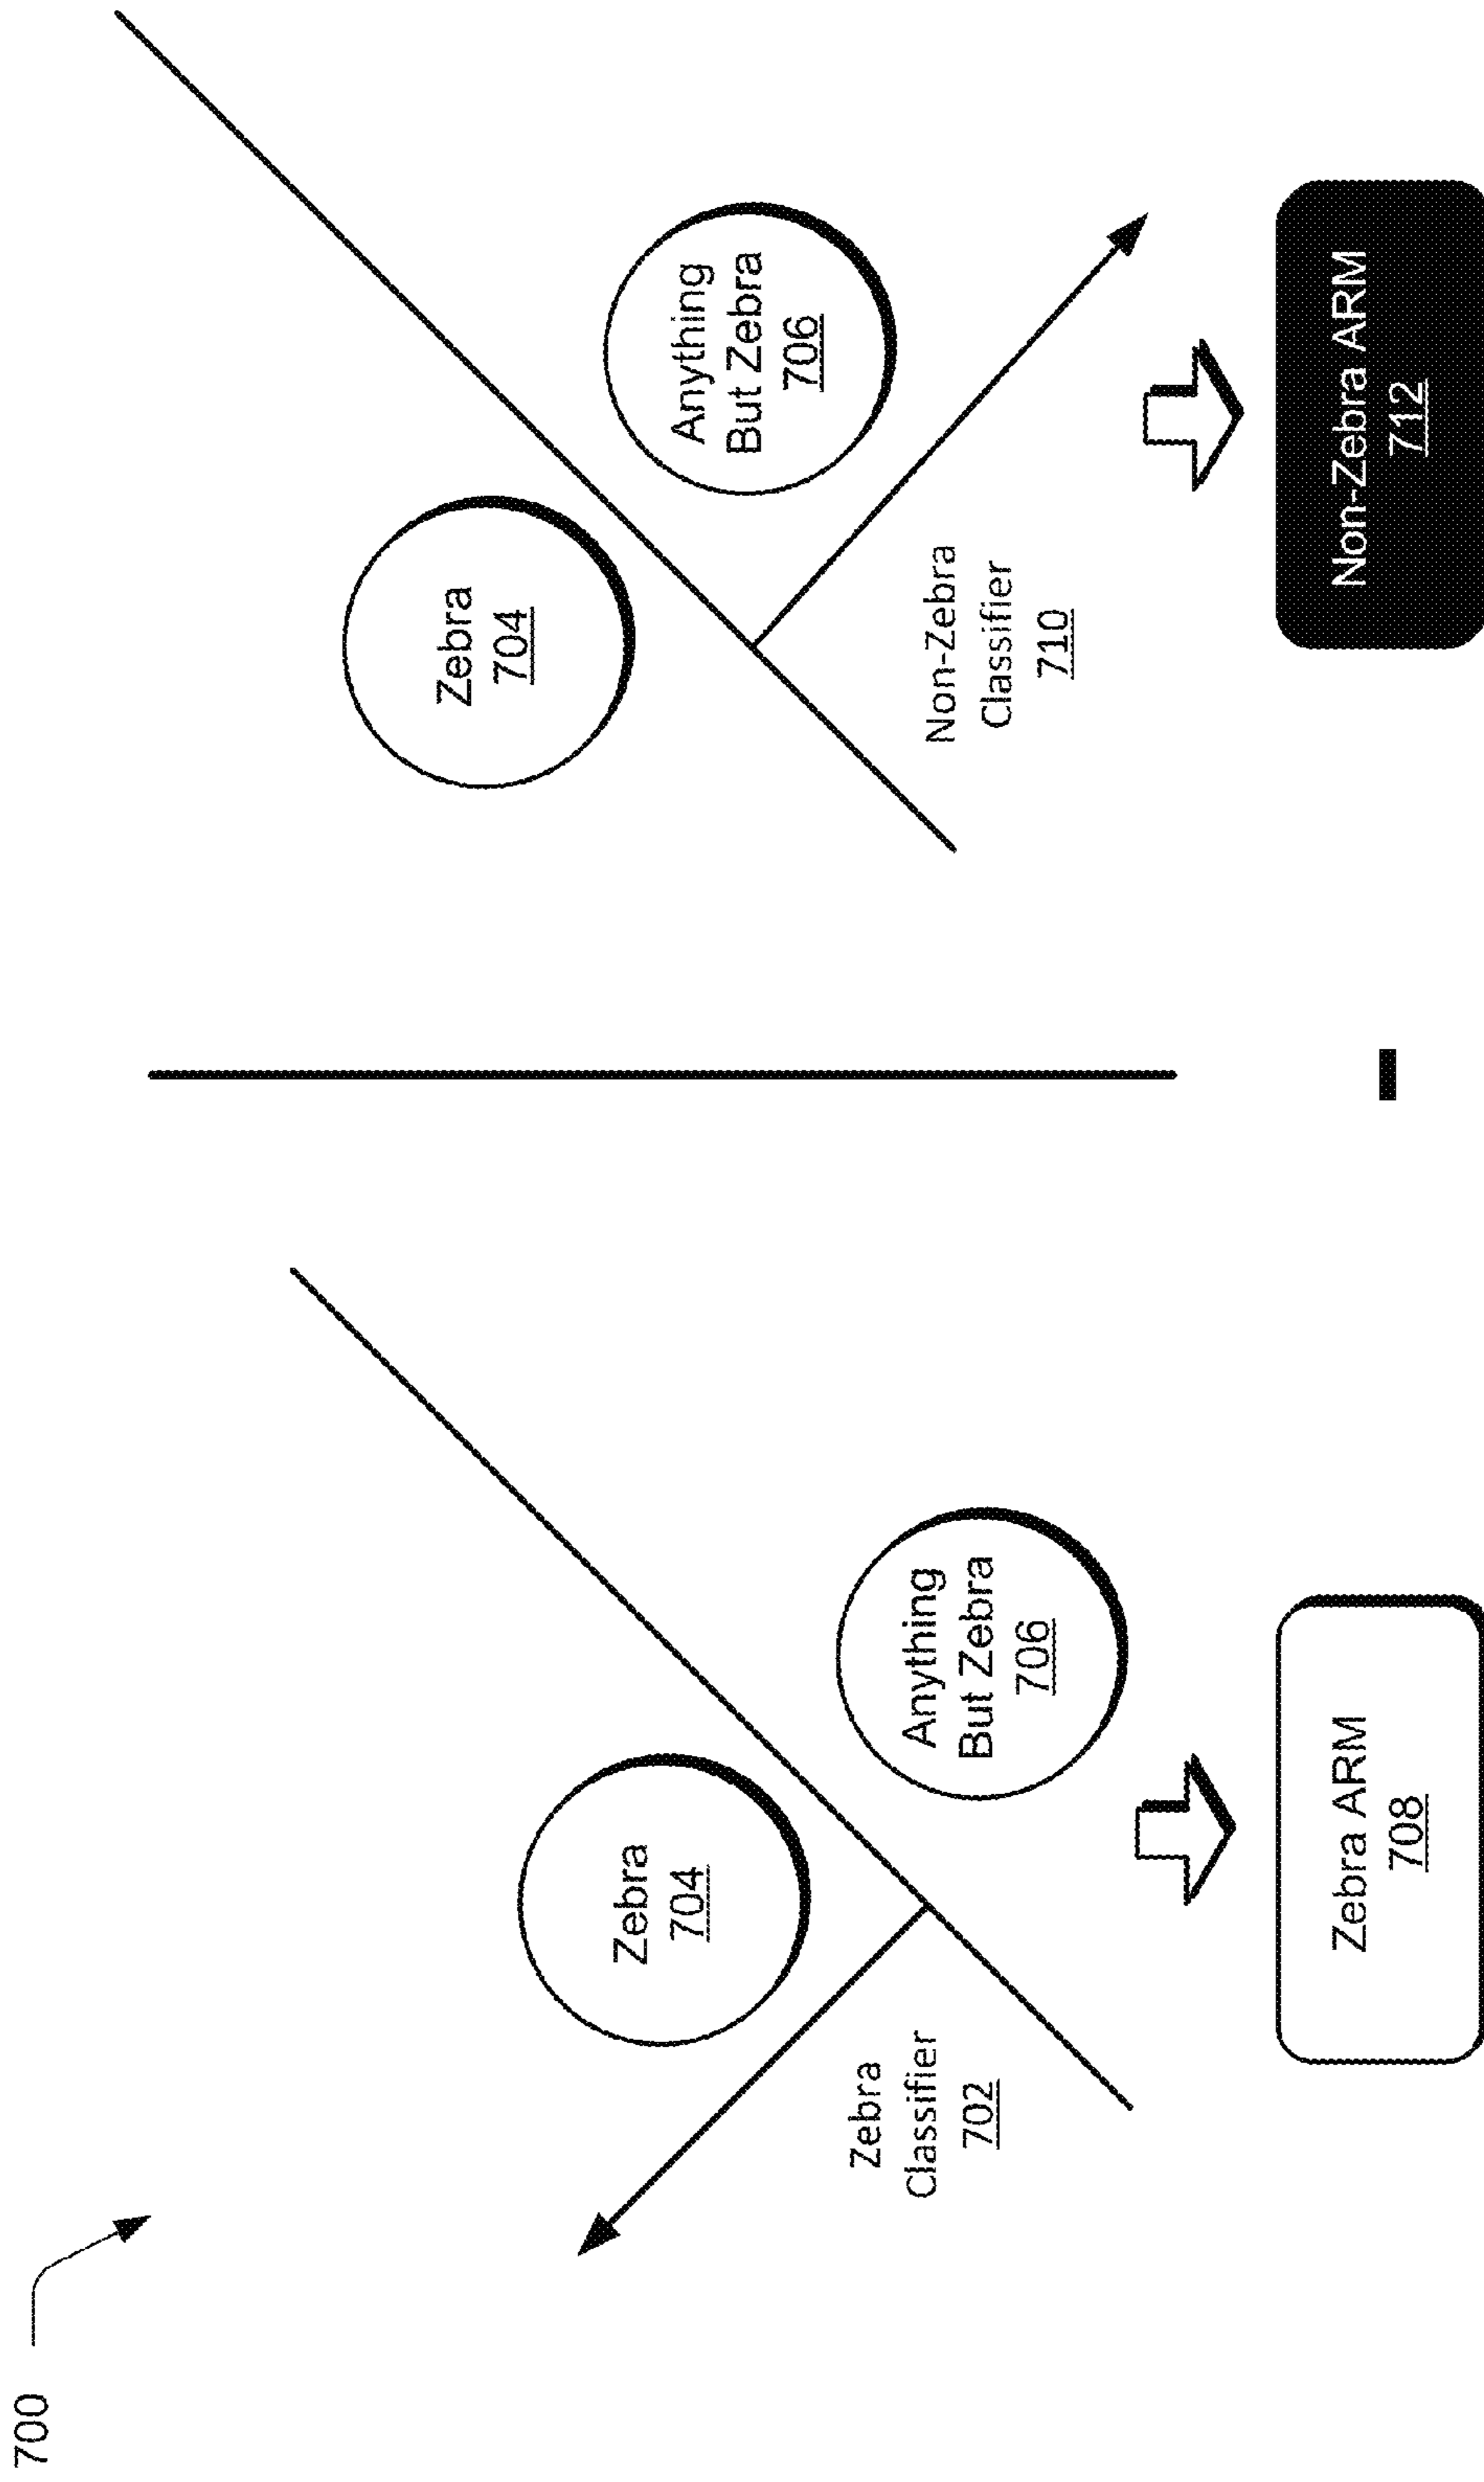 700
Zebra
704
Zebra
Classifier
702
Anything
But Zebra
706
Zebra ARM
708
-
Zebra
704
Anything
But Zebra
706
Non-Zebra
Classifier
710
Non-Zebra ARM
712